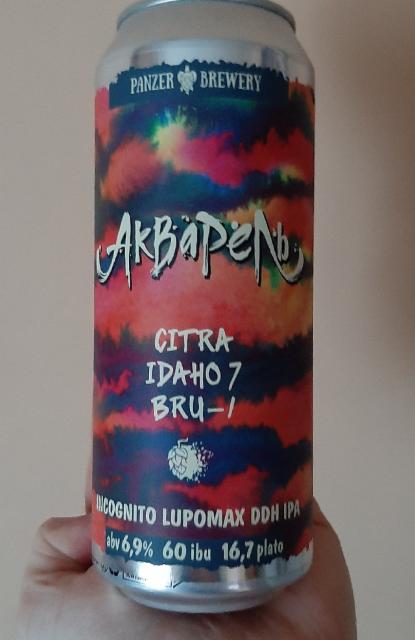 PANZER BREWERY
Акварель
CITRA
IDAHO 7
BRU-1
INCOGNITO LUPOMAX DDH IPA
abv 6,9% 60 ibu 16,7 plato